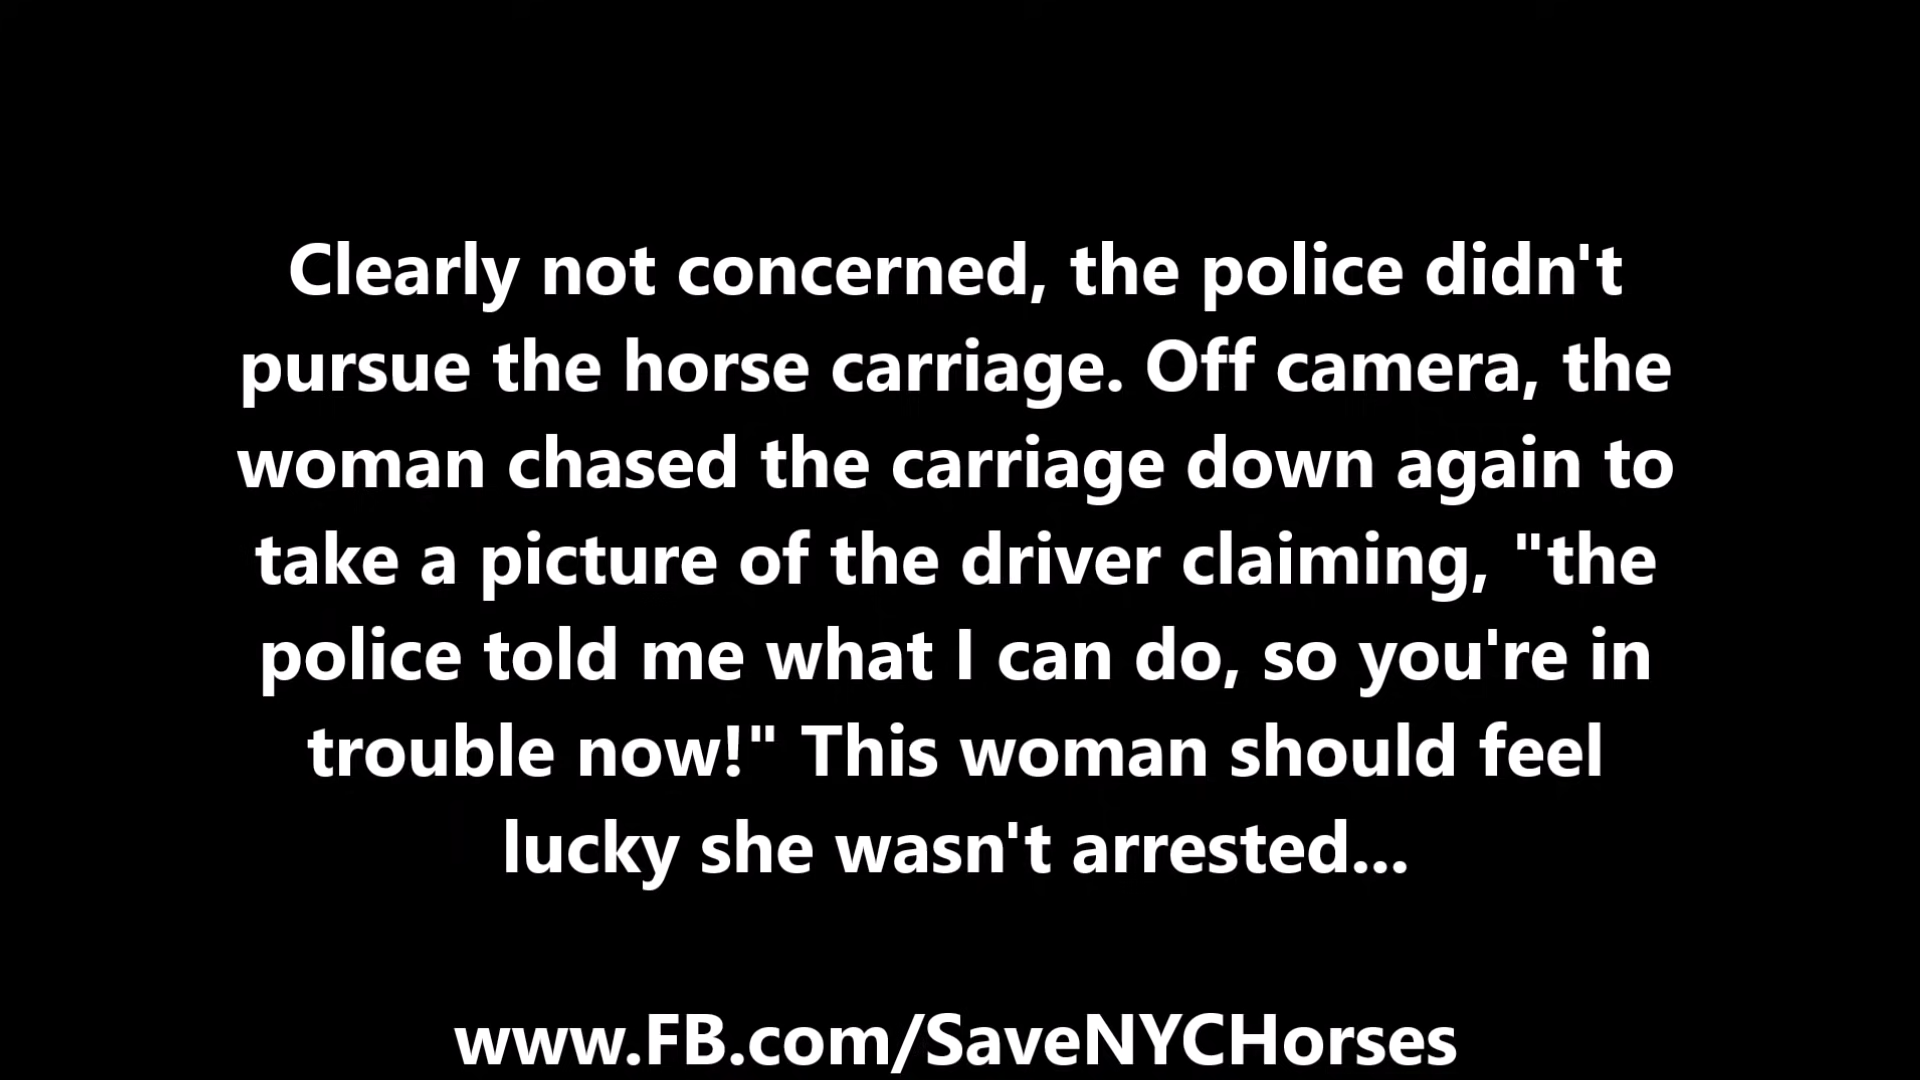 Clearly not concerned, the police didn't
pursue the horse carriage. Off camera, the
woman chased the carriage down again to
take a picture of the driver claiming, "the
police told me what I can do, so you're in
trouble now!" This woman should feel
lucky she wasn't arrested...
www.FB.com/SaveNYCHorses